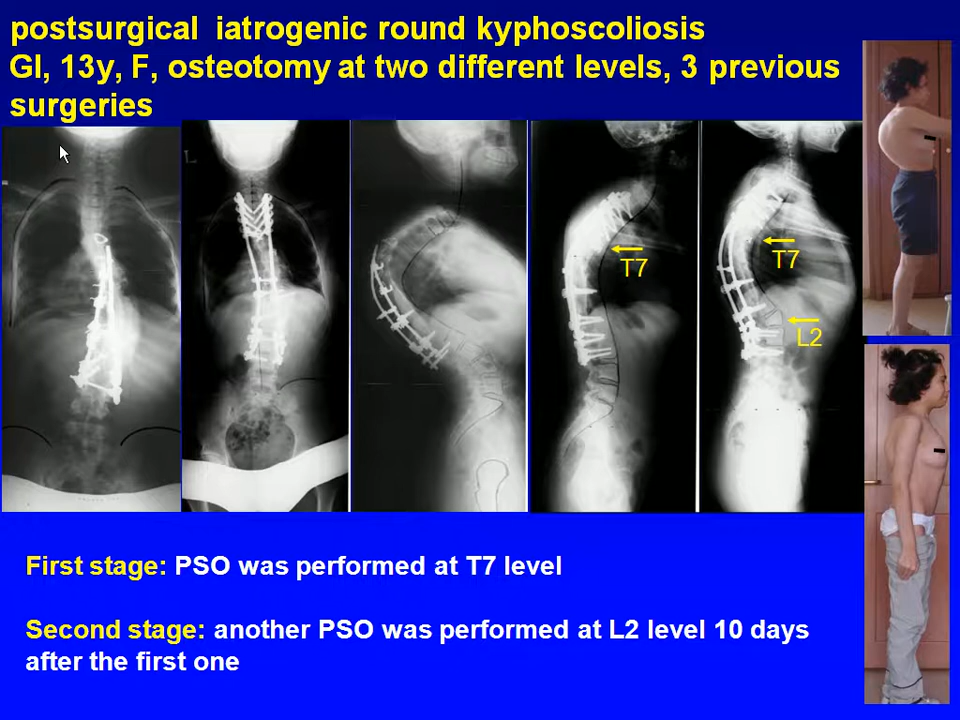 postsurgical iatrogenic round kyphoscoliosis
GI, 13y, F, osteotomy at two different levels, 3 previous
surgeries
L
T7
T7
L2
First stage: PSO was performed at T7 level
Second stage: another PSO was performed at L2 level 10 days
after the first one